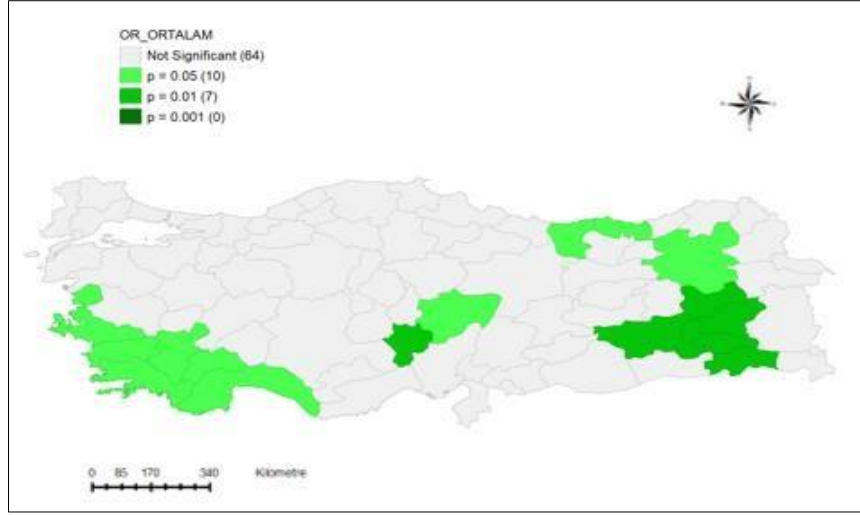 OR_ORTALAM
Not Significant (64)
p = 0.05 (10)
p = 0.01 (7)
p = 0.001 (0)
0 85 170 340 Kilometre